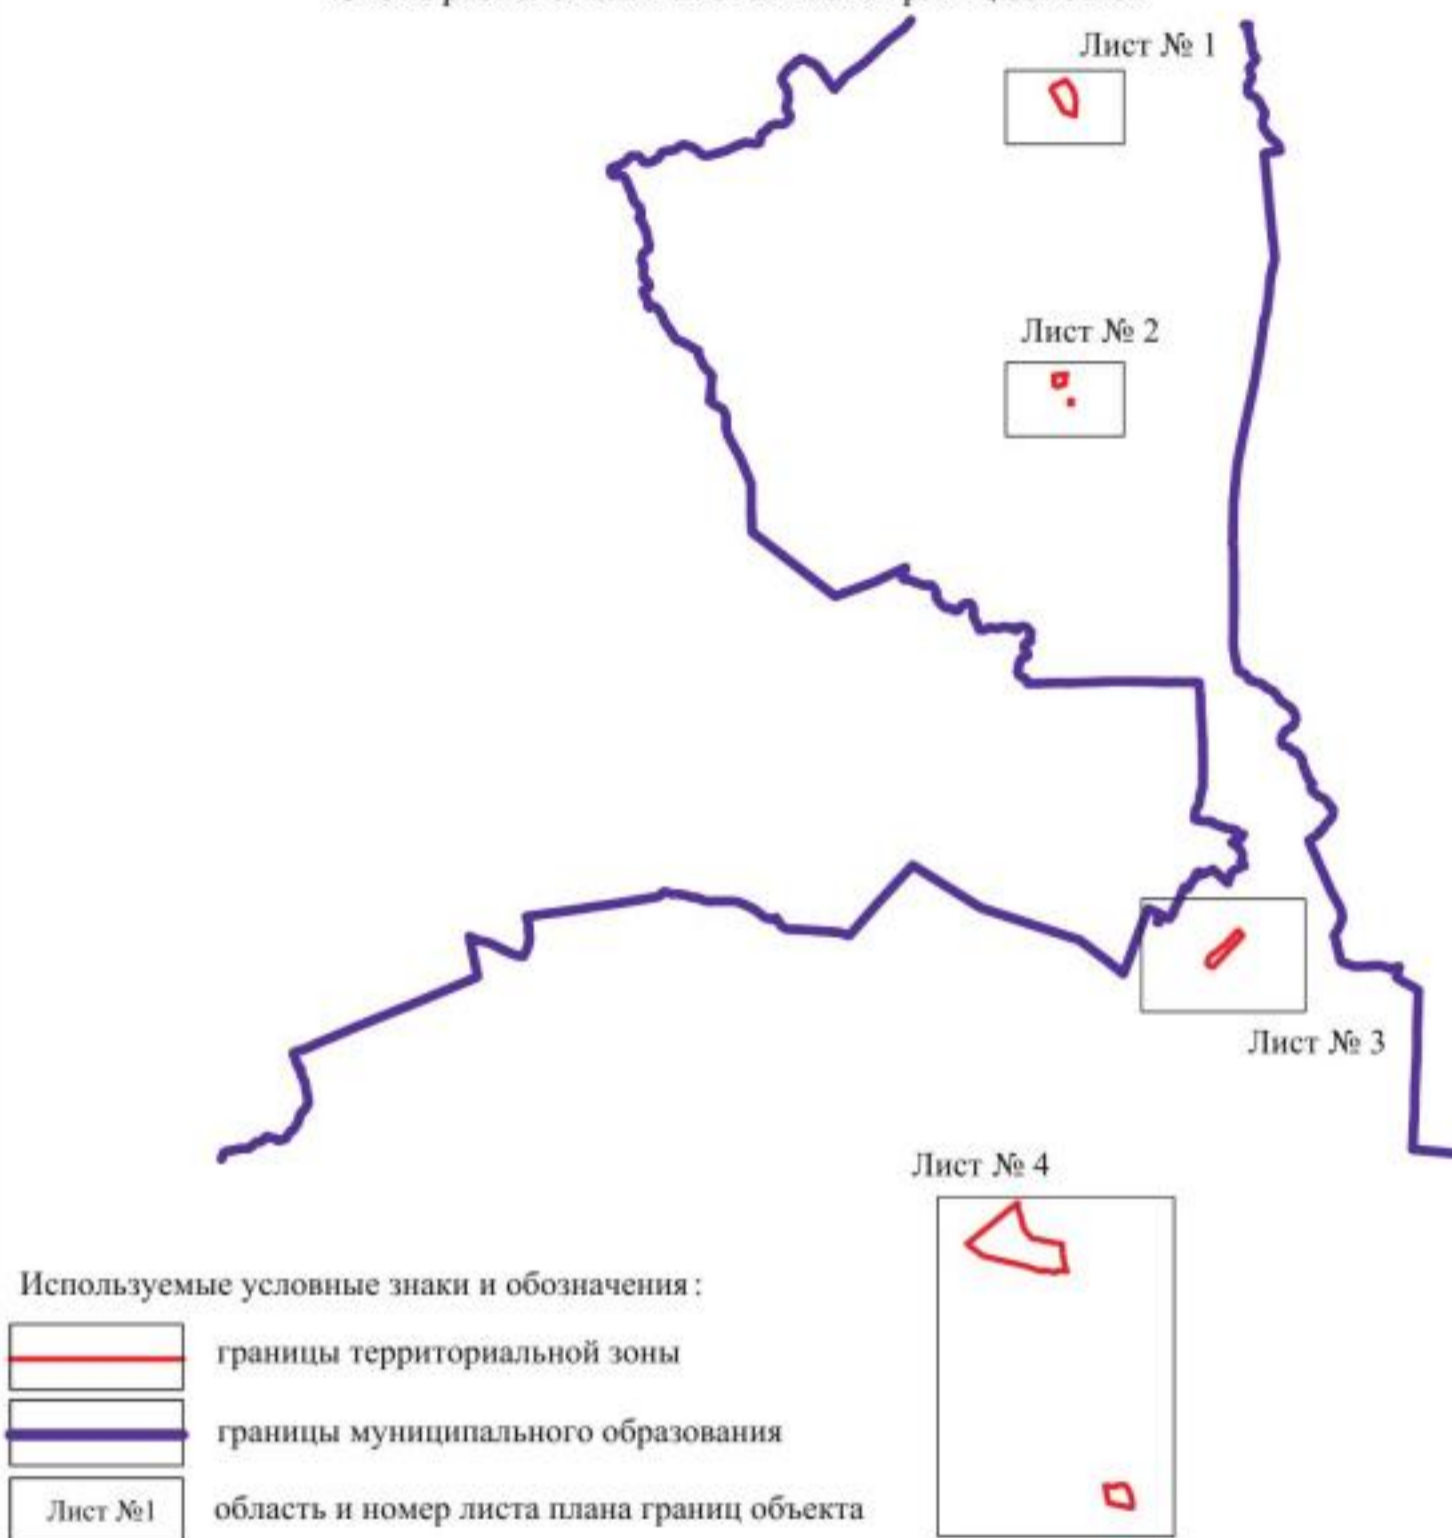 Лист № 1
Лист № 2
Лист № 3
Лист № 4
Используемые условные знаки и обозначения :
границы территориальной зоны
границы муниципального образования
Лист №1
область и номер листа плана границ объекта